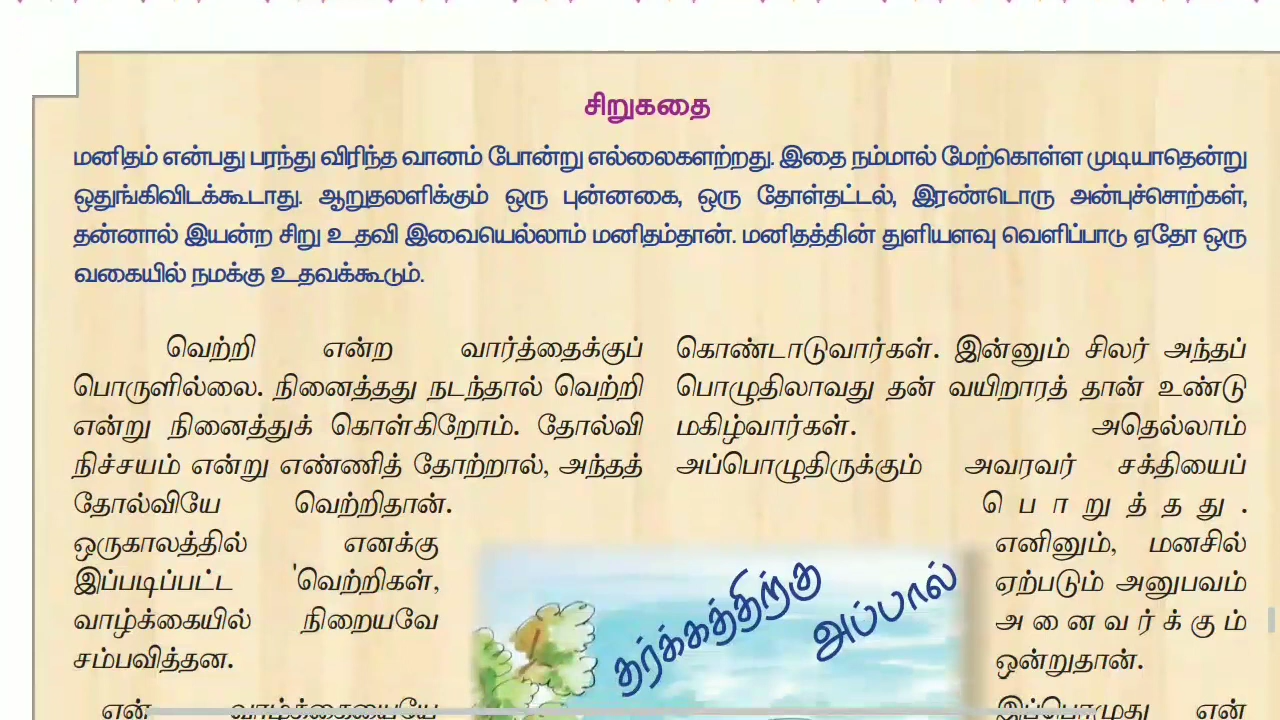 சிறுகதை
மனிதம் என்பது பரந்து விரிந்த வானம் போன்று எல்லைகளற்றது. இதை நம்மால் மேற்கொள்ள முடியாதென்று
ஒதுங்கிவிடக்கூடாது. ஆறுதலளிக்கும் ஒரு புன்னகை, ஒரு தோள்தட்டல், இரண்டொரு அன்புச்சொற்கள்,
தன்னால் இயன்ற சிறு உதவி இவையெல்லாம் மனிதம்தான். மனிதத்தின் துளியளவு வெளிப்பாடு ஏதோ ஒரு
வகையில் நமக்கு உதவக்கூடும்.
வெற்றி என்ற வார்த்தைக்குப்
பொருளில்லை. நினைத்தது நடந்தால் வெற்றி
என்று நினைத்துக் கொள்கிறோம். தோல்வி
நிச்சயம் என்று எண்ணித் தோற்றால், அந்தத்
தோல்வியே வெற்றிதான்.
ஒருகாலத்தில் எனக்கு
இப்படிப்பட்ட 'வெற்றிகள்,
வாழ்க்கையில் நிறையவே
சம்பவித்தன.
என் வாழ்க்கையையே
தர்க்கத்திற்கு
அப்பால்
கொண்டாடுவார்கள். இன்னும் சிலர் அந்தப்
பொழுதிலாவது தன் வயிறாரத் தான் உண்டு
மகிழ்வார்கள். அதெல்லாம்
அப்பொழுதிருக்கும் அவரவர் சக்தியைப்
பொறுத்தது.
எனினும், மனசில்
ஏற்படும் அனுபவம்
அனைவர்க்கும்
ஒன்றுதான்.
இப்பொழுது என்